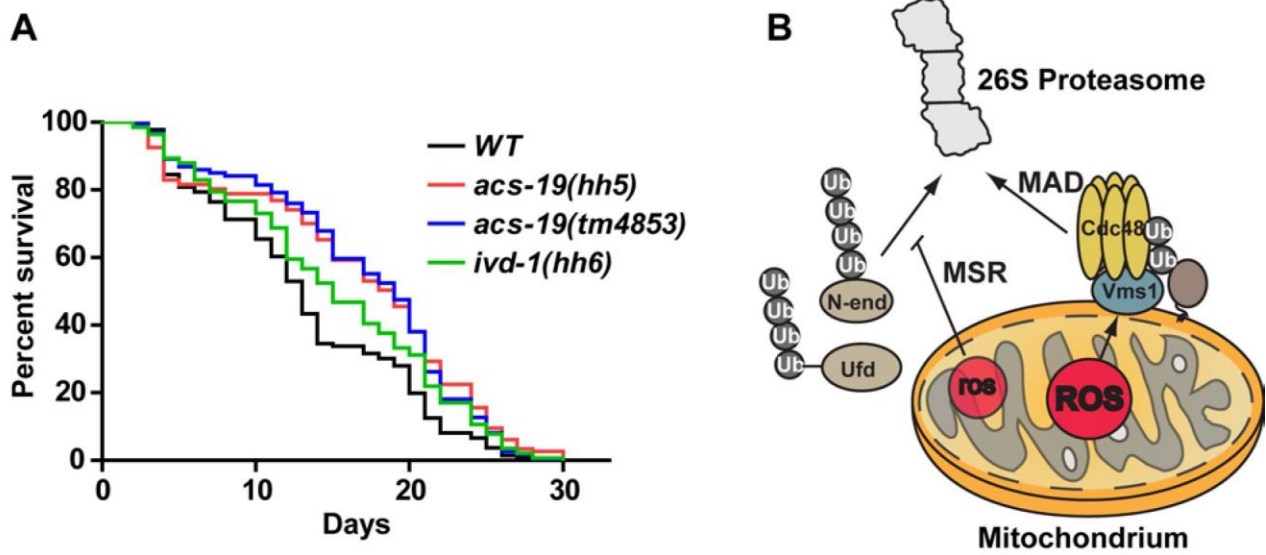 A
Percent survival
100
80
60
40
20
0
0 10 20 30
Days
WT
acs-19(hh5)
acs-19(tm4853)
ivd-1(hh6)
B
26S Proteasome
MAD
Ub
Ub
Ub
Ub
N-end
Ub
Ub
Ub
Ub
Ufd
MSR
Cdc48
Ub
Ub
Vms1
ros
ROS
Mitochondrium